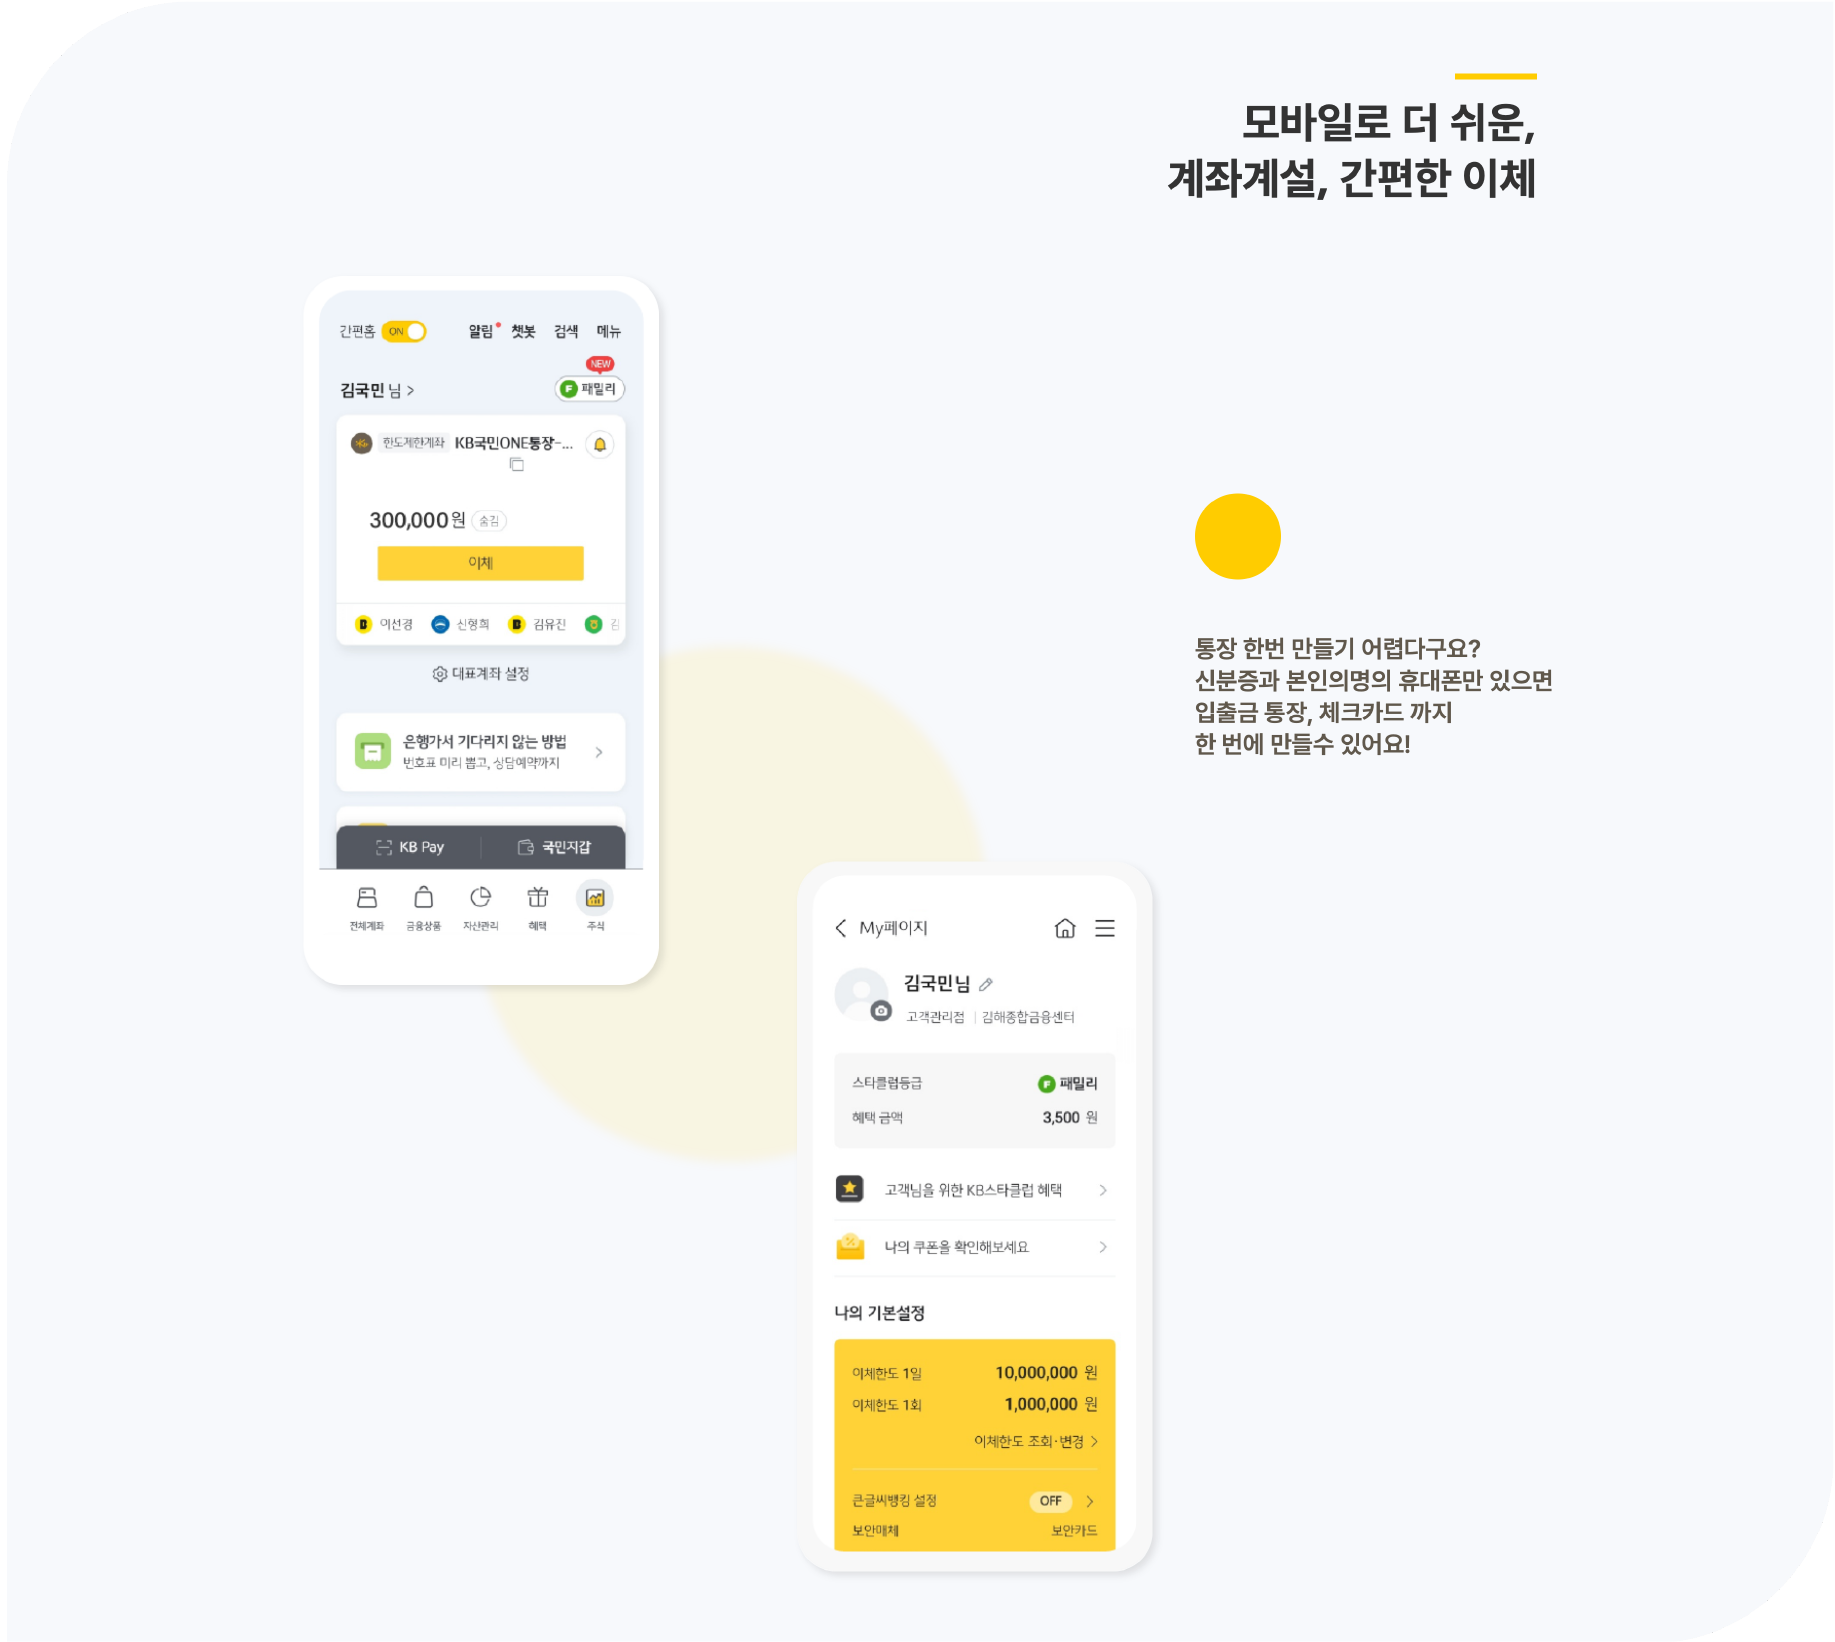 모바일로 더 쉬운,
계좌계설, 간편한 이체
간편홈 ON 알림 챗봇 검색 메뉴
NEW
김국민 님 > F 패밀리
한도제한계좌 KB국민ONE통장-...
300,000원 숨김
이체
이선경 신형희 김유진 김
대표계좌 설정
은행가서 기다리지 않는 방법
번호표 미리 뽑고, 상담예약까지
KB Pay 국민지갑
전체계좌 금융상품 자산관리 혜택 주식
통장 한번 만들기 어렵다구요?
신분증과 본인의명의 휴대폰만 있으면
입출금 통장, 체크카드 까지
한 번에 만들수 있어요!
My페이지
김국민님
고객관리점 | 김해종합금융센터
스타클럽등급 F 패밀리
혜택 금액 3,500 원
고객님을 위한 KB스타클럽 혜택
나의 쿠폰을 확인해보세요
나의 기본설정
이체한도 1일 10,000,000 원
이체한도 1회 1,000,000 원
이체한도 조회·변경 >
큰글씨뱅킹 설정 OFF >
보안매체 보안카드